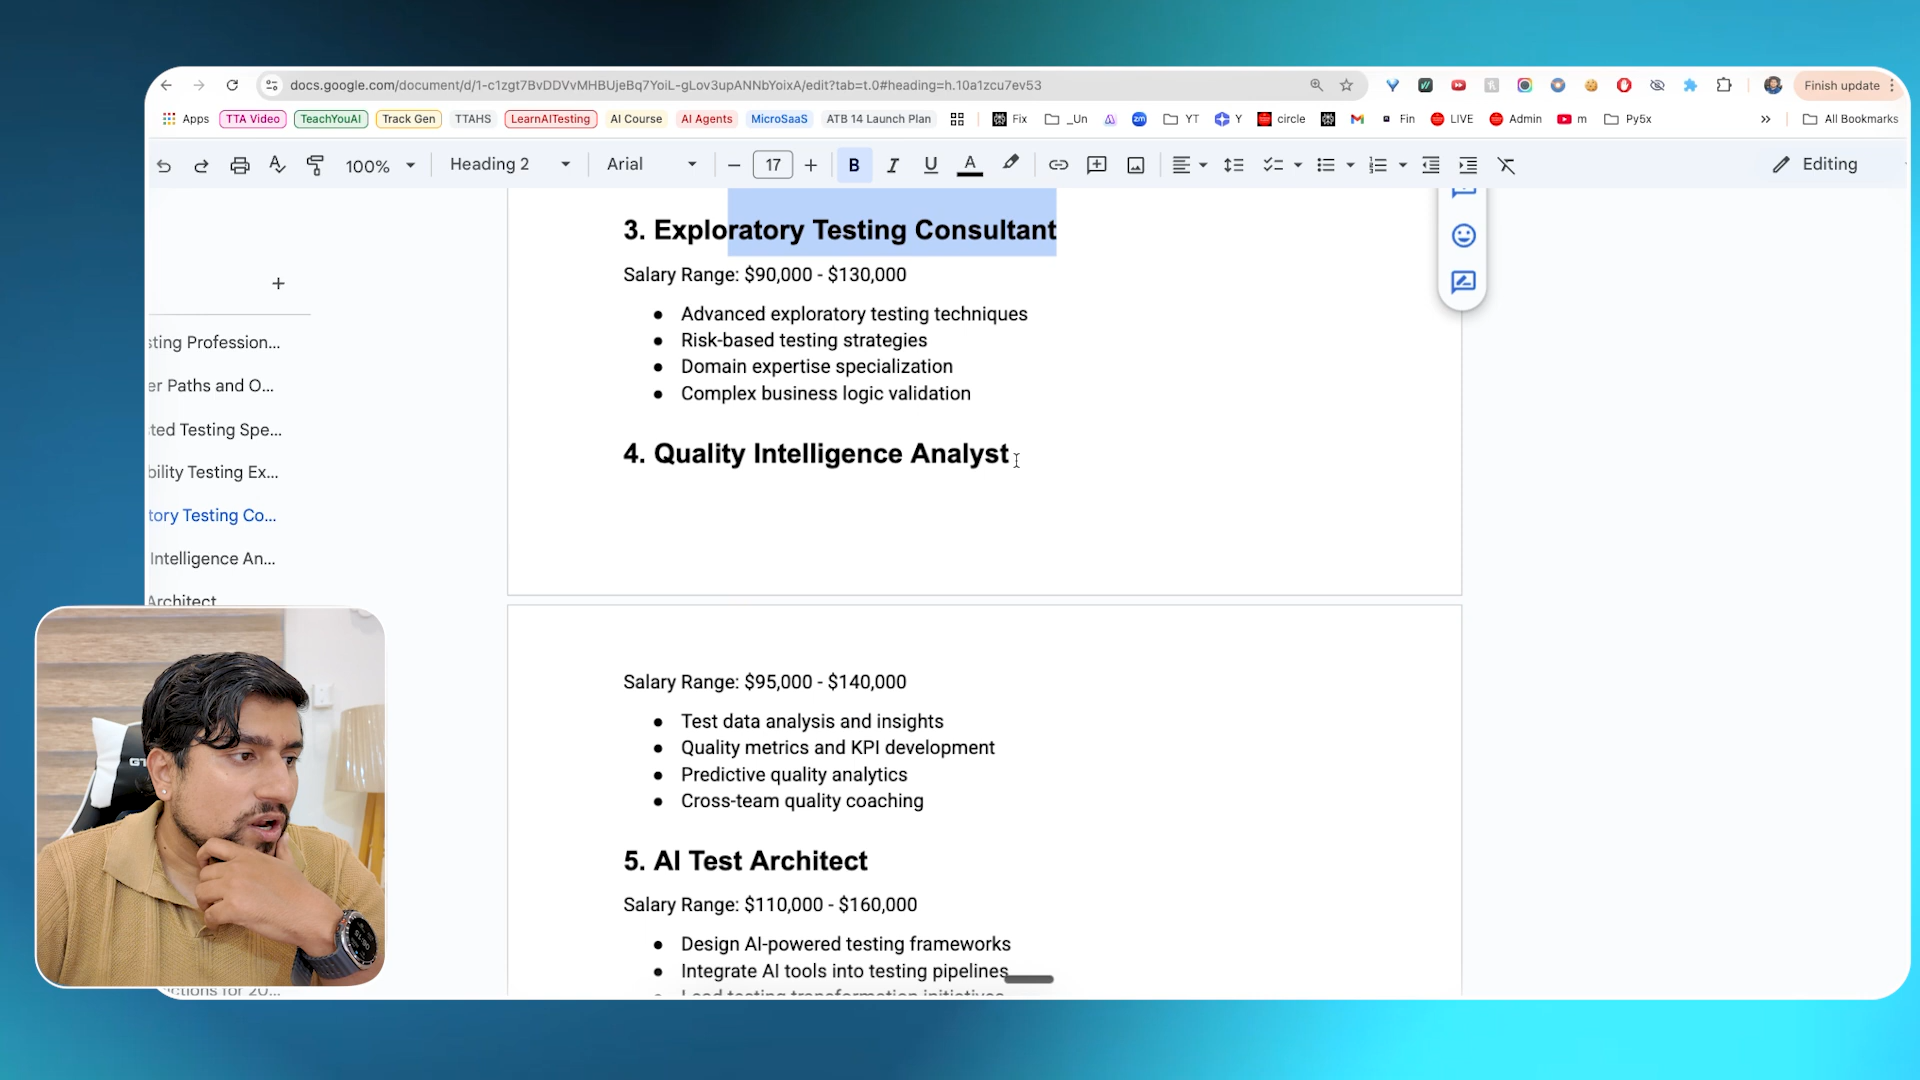 docs.google.com/document/d/1-c1zgt7BvDDVvMHBUjeBq7YoiL-gLov3upANNbYoixA/edit?tab=t.0#heading=h.10a1zcu7ev53
Finish update
Apps
TTA Video
TeachYouAI
Track Gen
TTAHS
LearnAITesting
AI Course
AI Agents
MicroSaaS
ATB 14 Launch Plan
Fix
_Un
YT
Y
circle
Fin
LIVE
Admin
m
Py5x
All Bookmarks
100%
Heading 2
Arial
17
Editing
sting Profession...
er Paths and O...
ted Testing Spe...
bility Testing Ex...
tory Testing Co...
Intelligence An...
Architect
3. Exploratory Testing Consultant
Salary Range: $90,000 - $130,000
● Advanced exploratory testing techniques
● Risk-based testing strategies
● Domain expertise specialization
● Complex business logic validation
4. Quality Intelligence Analyst
Salary Range: $95,000 - $140,000
● Test data analysis and insights
● Quality metrics and KPI development
● Predictive quality analytics
● Cross-team quality coaching
5. AI Test Architect
Salary Range: $110,000 - $160,000
● Design AI-powered testing frameworks
● Integrate AI tools into testing pipelines
● Lead testing transformation initiatives